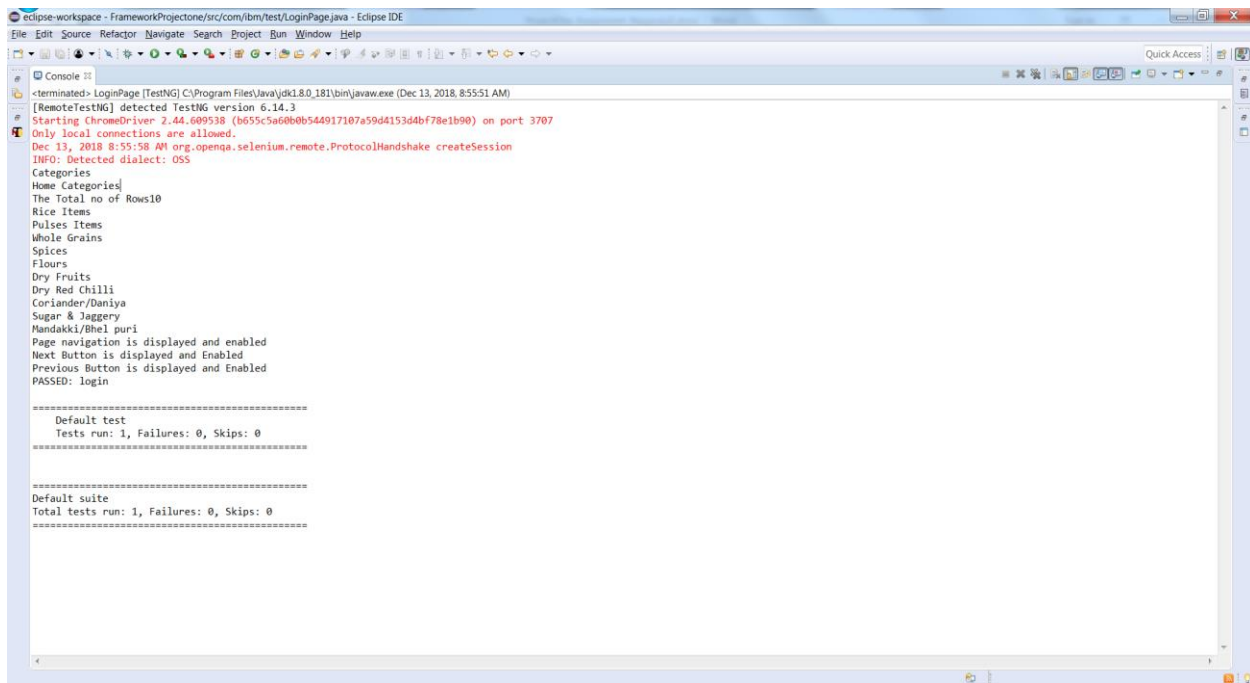 eclipse-workspace - FrameworkProjectone/src/com/ibm/test/LoginPage.java - Eclipse IDE
File Edit Source Refactor Navigate Search Project Run Window Help
Quick Access
Console
<terminated> LoginPage [TestNG] C:\Program Files\Java\jdk1.8.0_181\bin\javaw.exe (Dec 13, 2018, 8:55:51 AM)
[RemoteTestNG] detected TestNG version 6.14.3
Starting ChromeDriver 2.44.609538 (b655c5a60b0b544917107a59d4153d4bf78e1b90) on port 3707
Only local connections are allowed.
Dec 13, 2018 8:55:58 AM org.openqa.selenium.remote.ProtocolHandshake createSession
INFO: Detected dialect: OSS
Categories
Home Categories
The Total no of Rows10
Rice Items
Pulses Items
Whole Grains
Spices
Flours
Dry Fruits
Dry Red Chilli
Coriander/Daniya
Sugar & Jaggery
Mandakki/Bhel puri
Page navigation is displayed and enabled
Next Button is displayed and Enabled
Previous Button is displayed and Enabled
PASSED: login
===============================================
Default test
Tests run: 1, Failures: 0, Skips: 0
===============================================
===============================================
Default suite
Total tests run: 1, Failures: 0, Skips: 0
===============================================